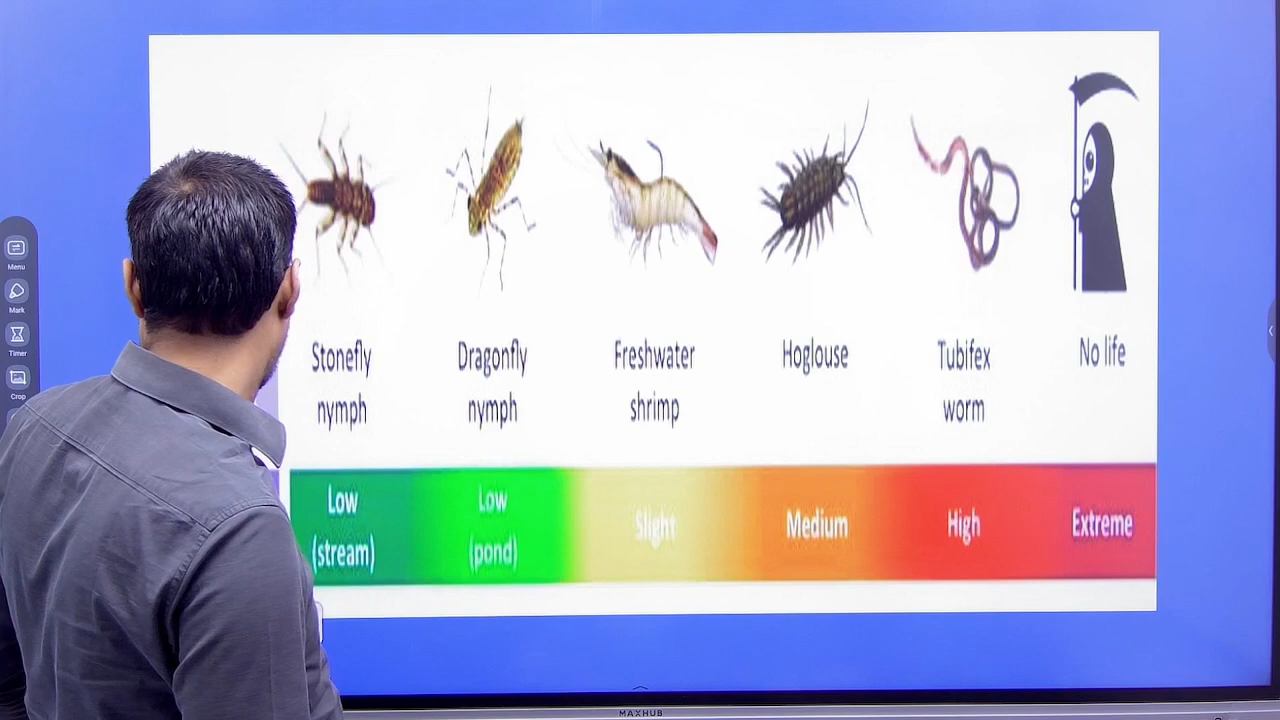 Menu
Mark
Timer
Crop
Stonefly
nymph
Dragonfly
nymph
Freshwater
shrimp
Hoglouse
Tubifex
worm
No life
Low
(stream)
Low
(pond)
Slight
Medium
High
Extreme
MAXHUB